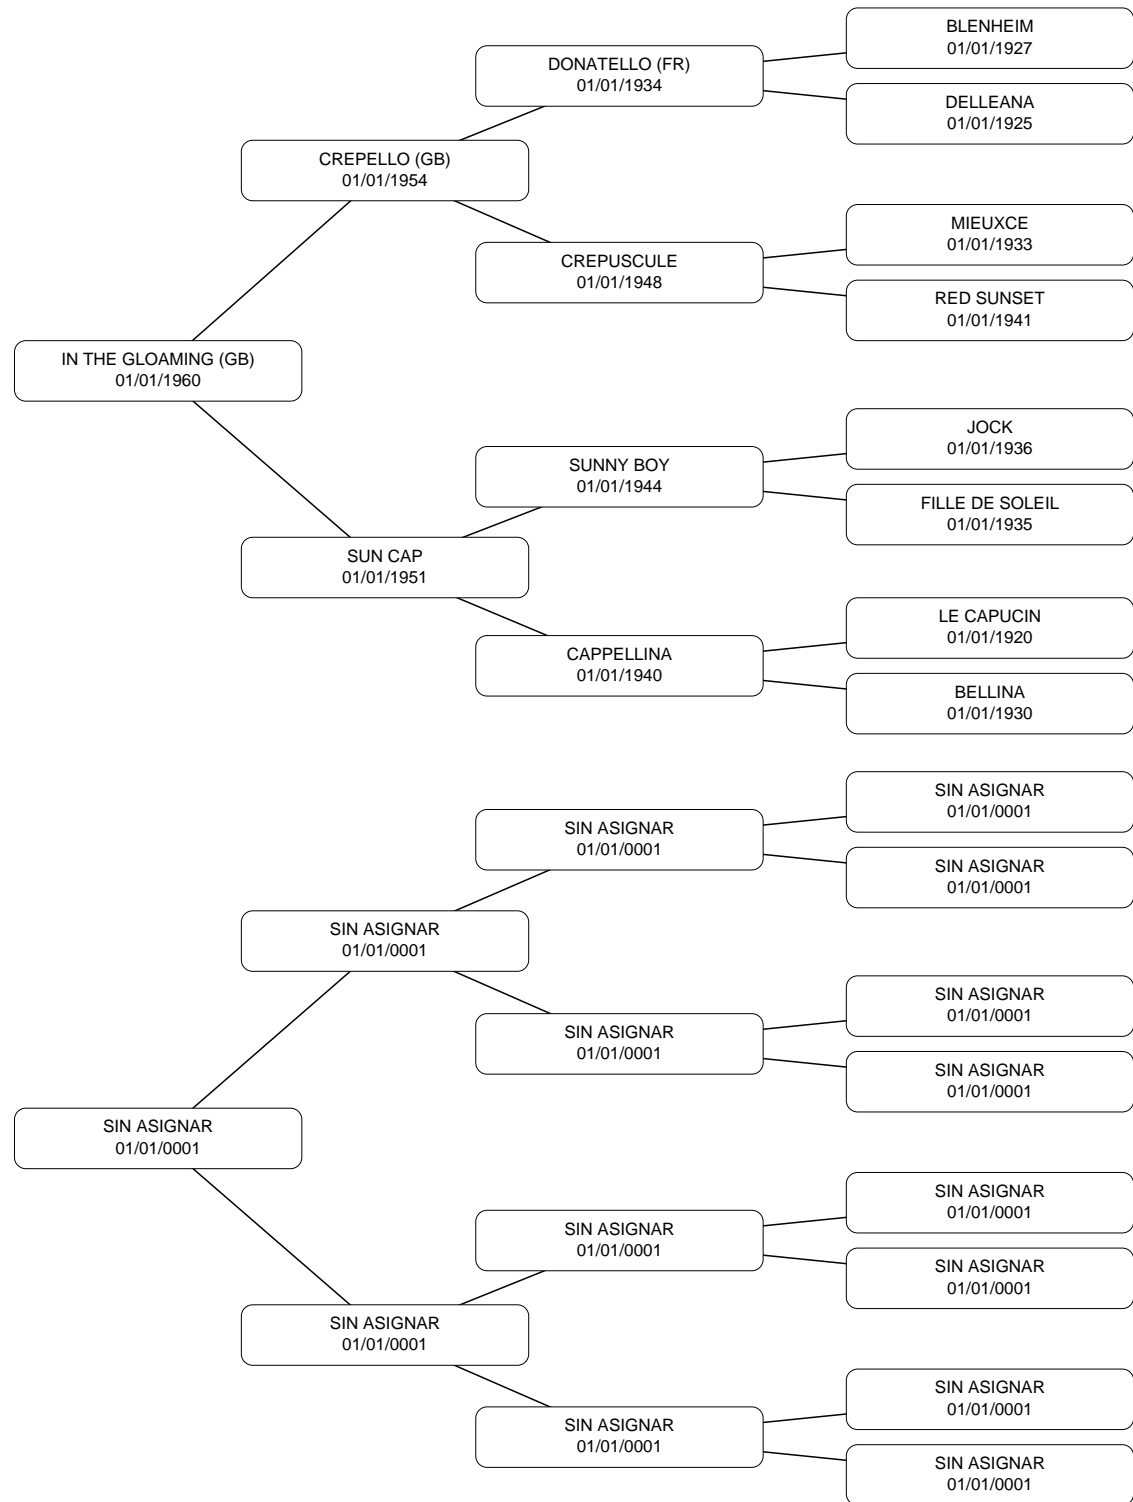 BLENHEIM
01/01/1927
DONATELLO (FR)
01/01/1934
DELLEANA
01/01/1925
CREPELLO (GB)
01/01/1954
MIEUXCE
01/01/1933
CREPUSCULE
01/01/1948
RED SUNSET
01/01/1941
IN THE GLOAMING (GB)
01/01/1960
JOCK
01/01/1936
SUNNY BOY
01/01/1944
FILLE DE SOLEIL
01/01/1935
SUN CAP
01/01/1951
LE CAPUCIN
01/01/1920
CAPPELLINA
01/01/1940
BELLINA
01/01/1930
SIN ASIGNAR
01/01/0001
SIN ASIGNAR
01/01/0001
SIN ASIGNAR
01/01/0001
SIN ASIGNAR
01/01/0001
SIN ASIGNAR
01/01/0001
SIN ASIGNAR
01/01/0001
SIN ASIGNAR
01/01/0001
SIN ASIGNAR
01/01/0001
SIN ASIGNAR
01/01/0001
SIN ASIGNAR
01/01/0001
SIN ASIGNAR
01/01/0001
SIN ASIGNAR
01/01/0001
SIN ASIGNAR
01/01/0001
SIN ASIGNAR
01/01/0001
SIN ASIGNAR
01/01/0001